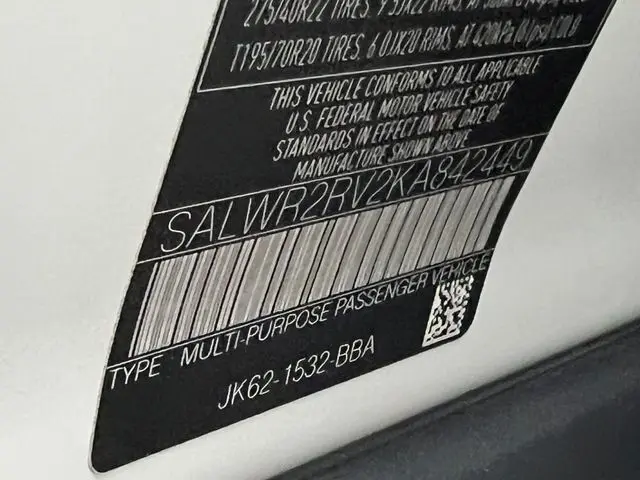 275/40R22 TIRES. 9.5JX22 RIMS. AT
T195/70R20 TIRES. 6.0JX20 RIMS. AT 420kPa (61psi) COLD
THIS VEHICLE CONFORMS TO ALL APPLICABLE
U.S. FEDERAL MOTOR VEHICLE SAFETY
STANDARDS IN EFFECT ON THE DATE OF
MANUFACTURE SHOWN ABOVE
SALWR2RV2KA842449
TYPE MULTI-PURPOSE PASSENGER VEHICLE
JK62-1532-BBA